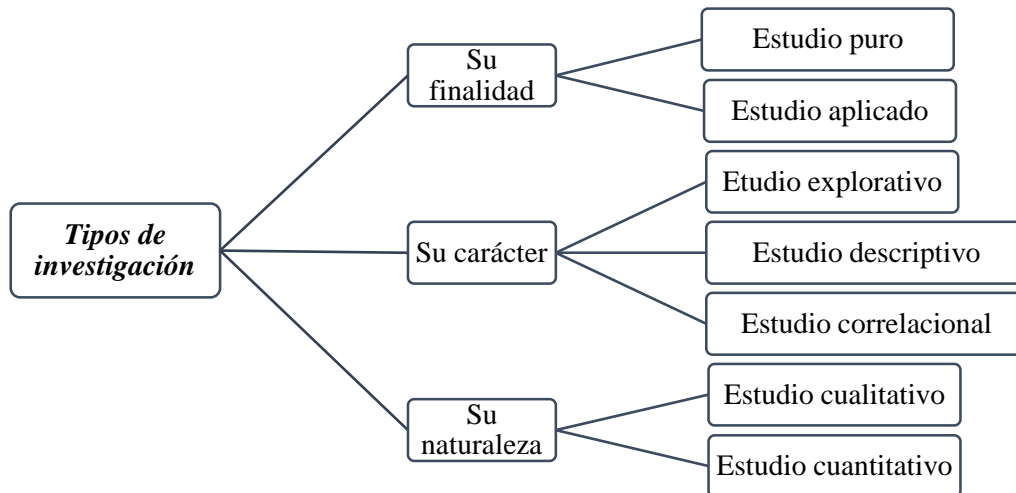 Tipos de
investigación
Su
finalidad
Estudio puro
Estudio aplicado
Su carácter
Etudio explorativo
Estudio descriptivo
Estudio correlacional
Su
naturaleza
Estudio cualitativo
Estudio cuantitativo